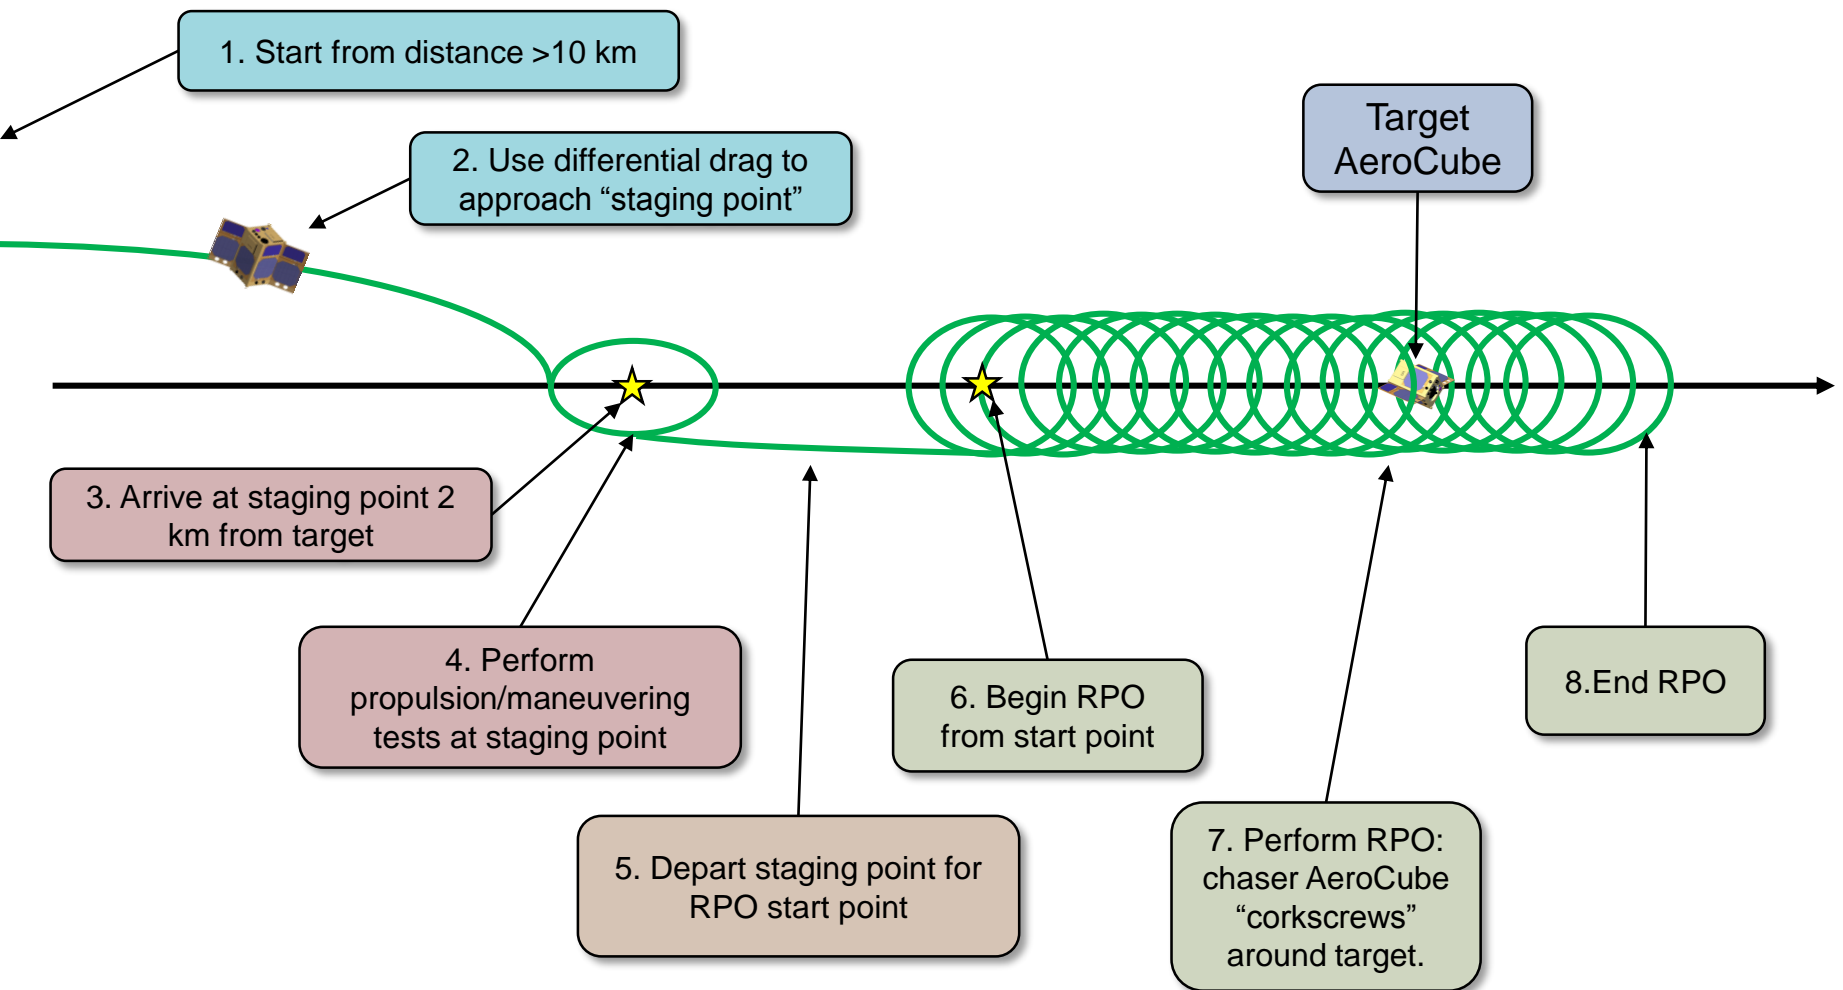 1. Start from distance >10 km
2. Use differential drag to
approach “staging point”
Target
AeroCube
3. Arrive at staging point 2
km from target
4. Perform
propulsion/maneuvering
tests at staging point
5. Depart staging point for
RPO start point
6. Begin RPO
from start point
7. Perform RPO:
chaser AeroCube
“corkscrews”
around target.
8.End RPO